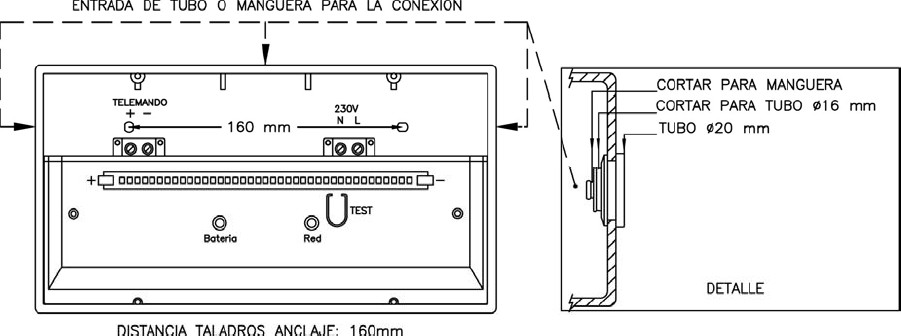 ENTRADA DE TUBO O MANGUERA PARA LA CONEXION
TELEMANDO
+ -
230V
N L
160 mm
+ -
TEST
Bateria
Red
DISTANCIA TALADROS ANCLAJE: 160mm
CORTAR PARA MANGUERA
CORTAR PARA TUBO ø16 mm
TUBO ø20 mm
DETALLE